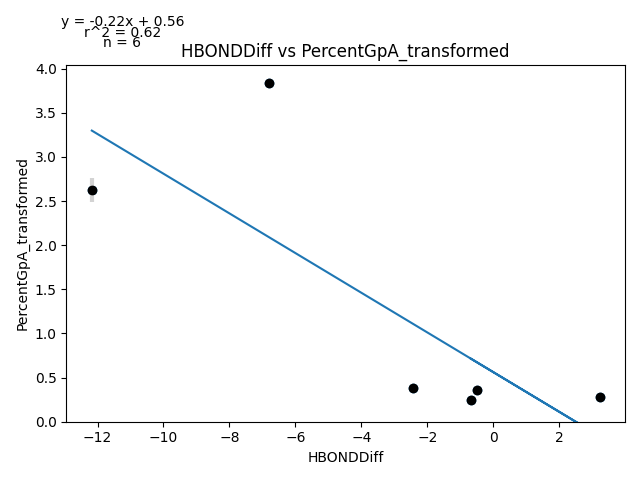 y = -0.22x + 0.56
r^2 = 0.62
n = 6
HBONDDiff vs PercentGpA_transformed
4.0
3.5
3.0
2.5
2.0
1.5
1.0
0.5
0.0
PercentGpA_transformed
−12 −10 −8 −6 −4 −2 0 2
HBONDDiff